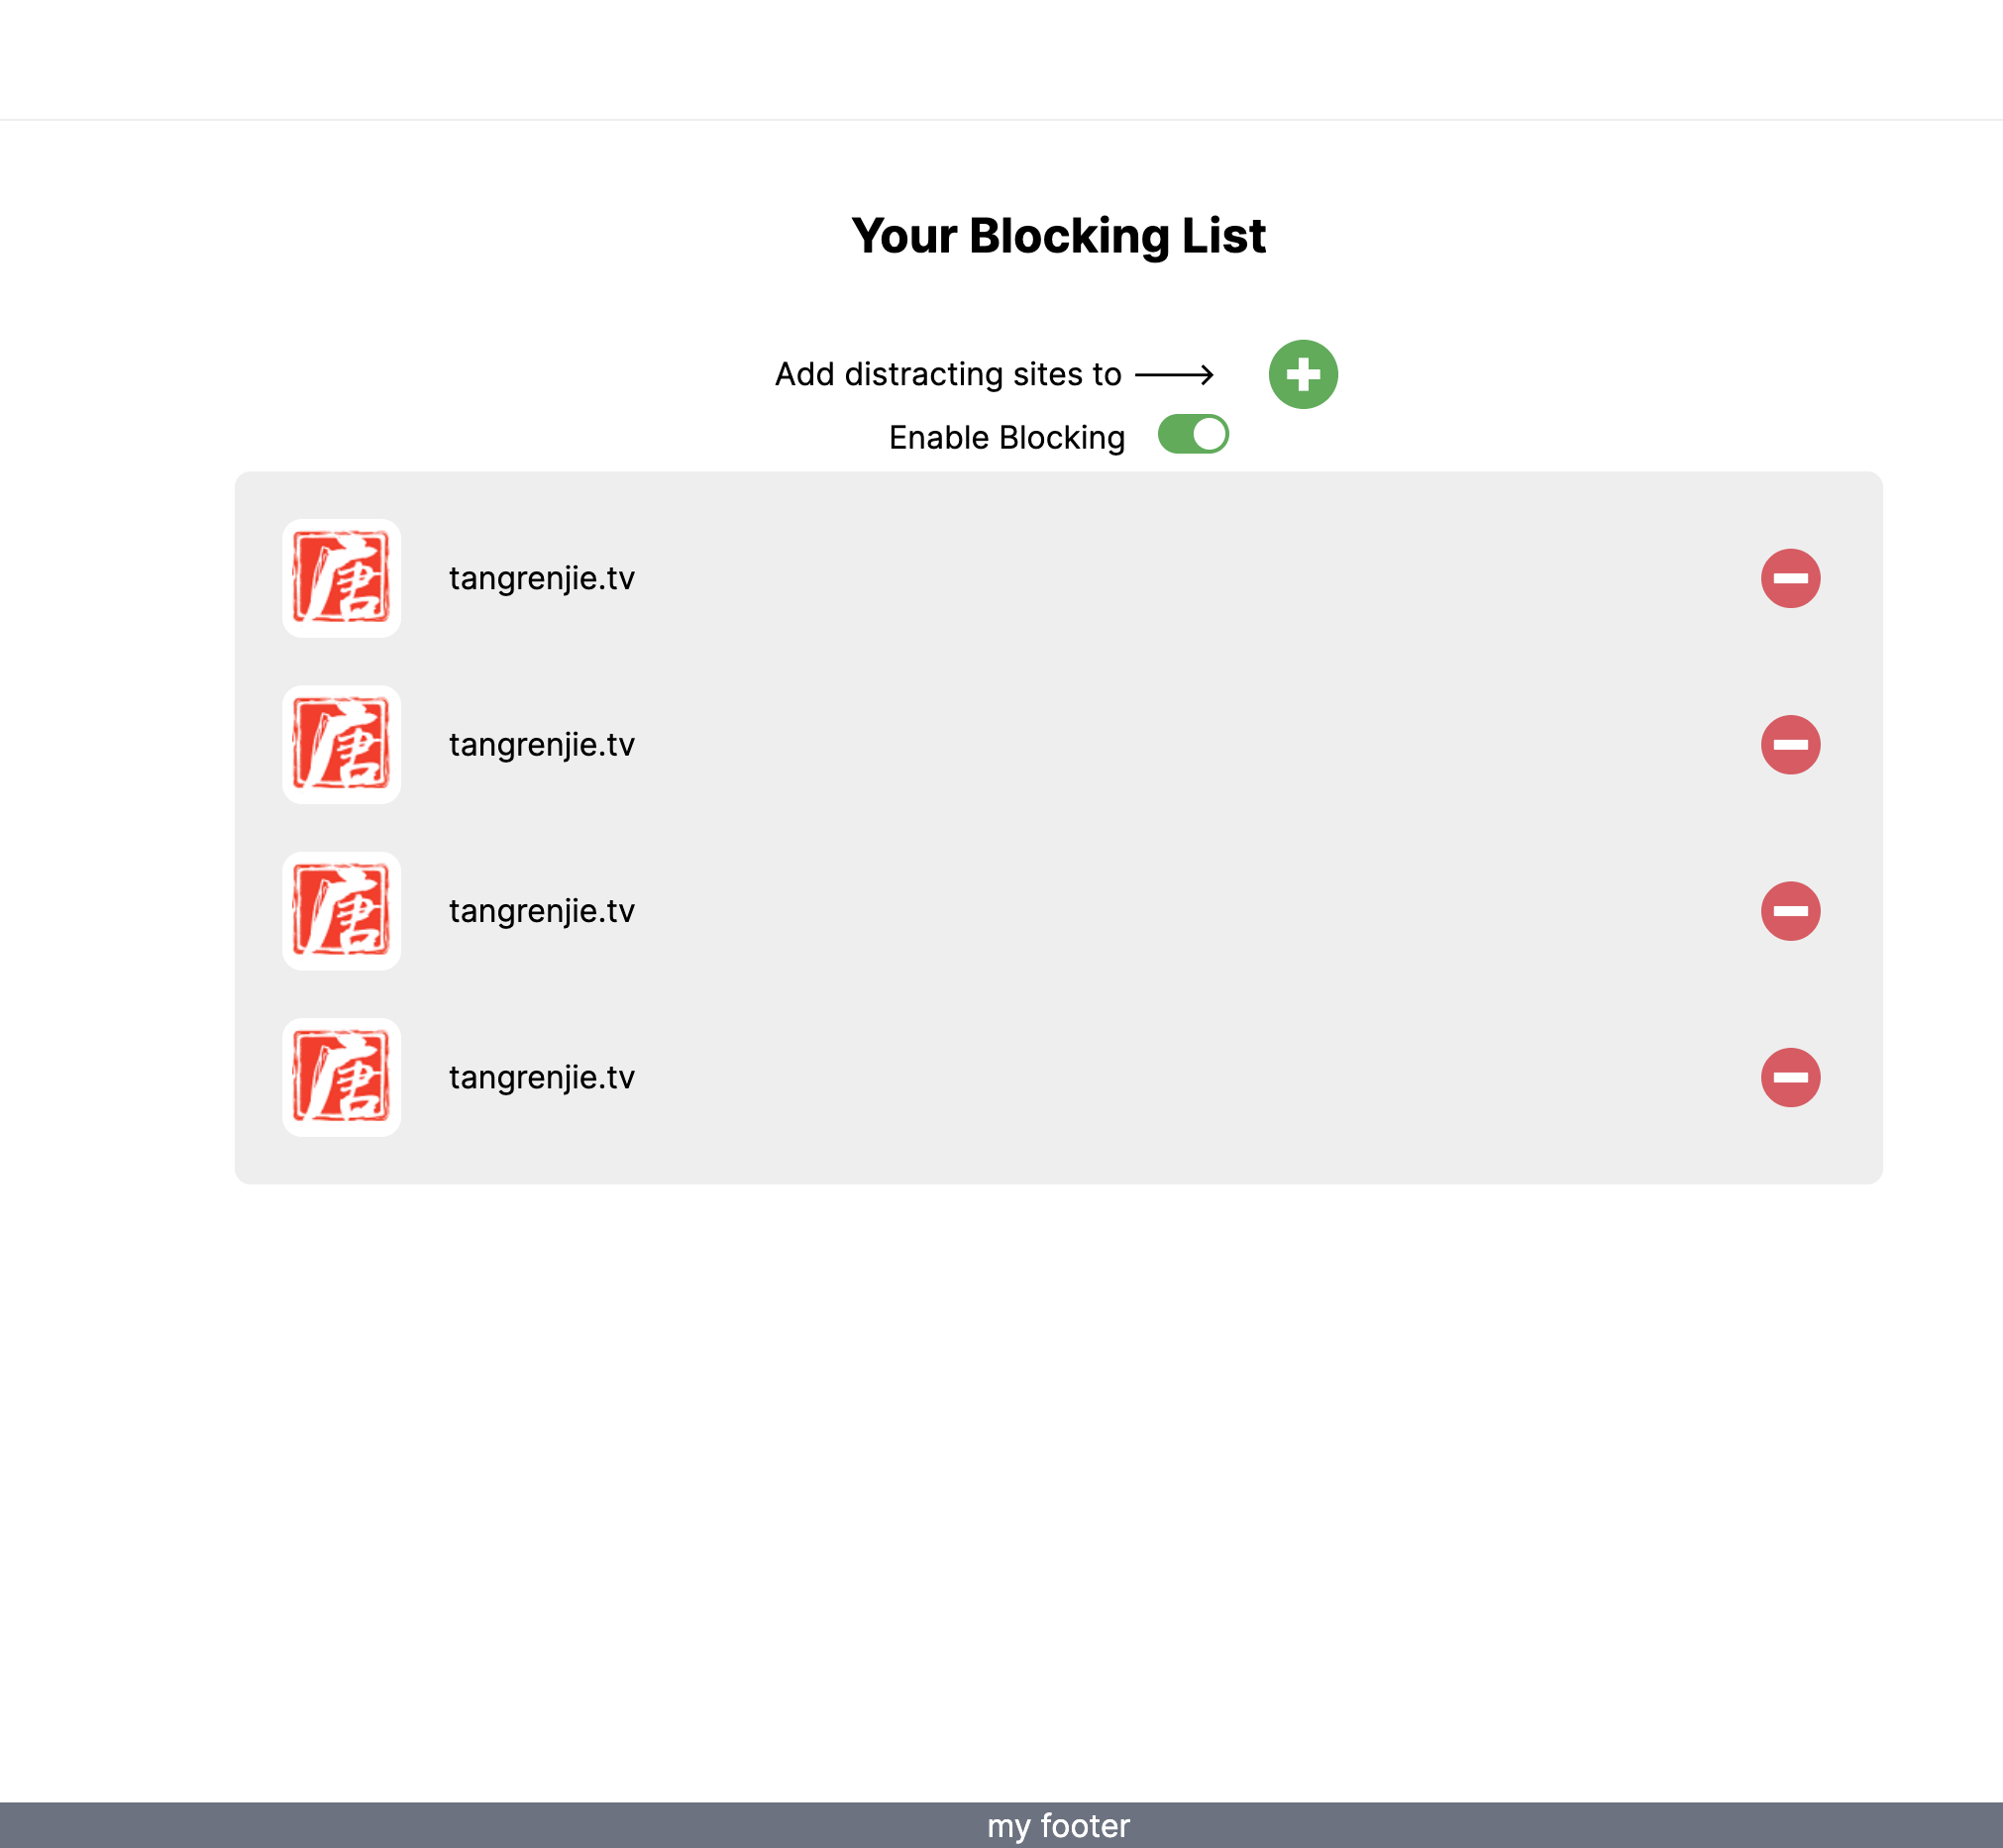 Your Blocking List
Add distracting sites to
Enable Blocking
唐
tangrenjie.tv
唐
tangrenjie.tv
唐
tangrenjie.tv
唐
tangrenjie.tv
my footer